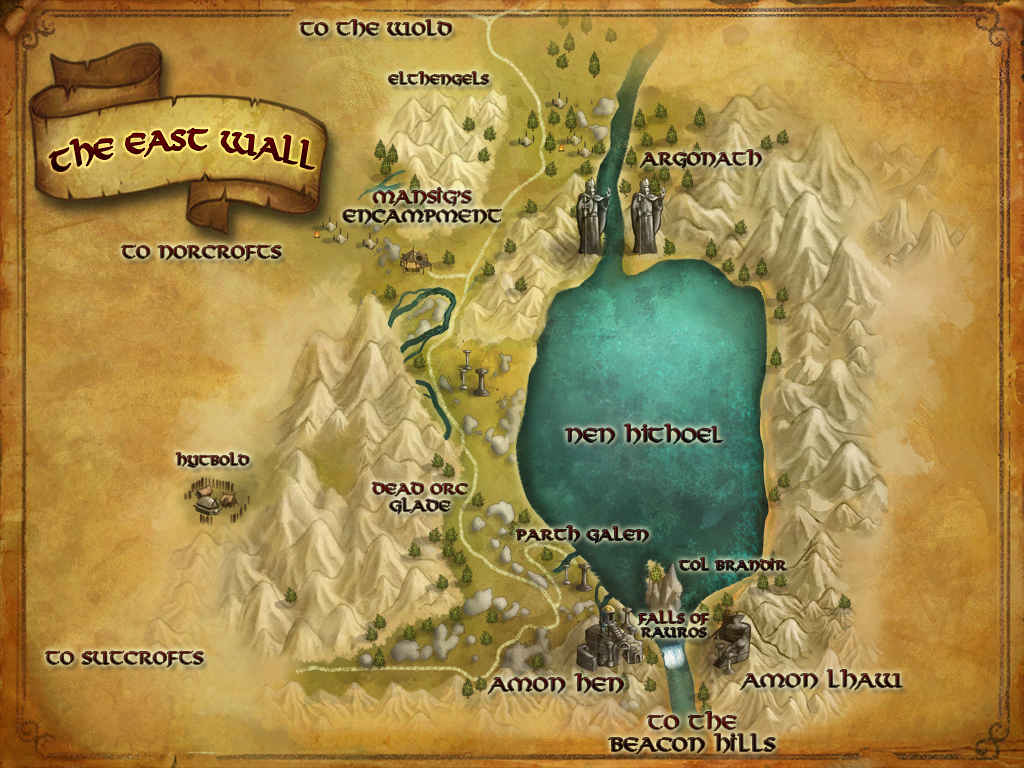 TO THE WOLD
ELTHENGELS
THE EAST WALL
ARGONATH
MANSIG'S
ENCAMPMENT
TO NORCROFTS
NEN HITHOEL
HYTBOLD
DEAD ORC
GLADE
PARTH GALEN
TOL BRANDIR
FALLS OF
RAUROS
TO SUTCROFTS
AMON HEN
AMON LHAW
TO THE
BEACON HILLS